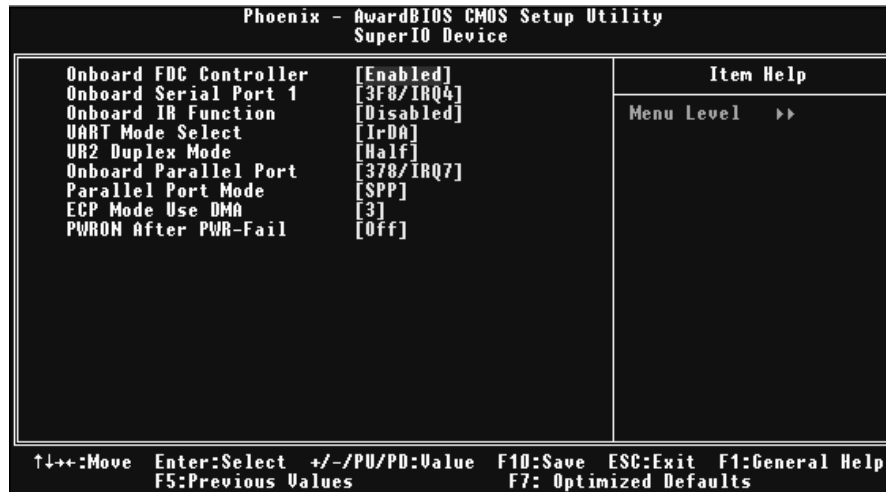 Phoenix - AwardBIOS CMOS Setup Utility
SuperIO Device
Onboard FDC Controller [Enabled]
Onboard Serial Port 1 [3F8/IRQ4]
Onboard IR Function [Disabled]
UART Mode Select [IrDA]
UR2 Duplex Mode [Half]
Onboard Parallel Port [378/IRQ7]
Parallel Port Mode [SPP]
ECP Mode Use DMA [3]
PWRON After PWR-Fail [Off]
Item Help
Menu Level ▸▸
↑↓→←:Move Enter:Select +/-/PU/PD:Value F10:Save ESC:Exit F1:General Help
F5:Previous Values F7: Optimized Defaults